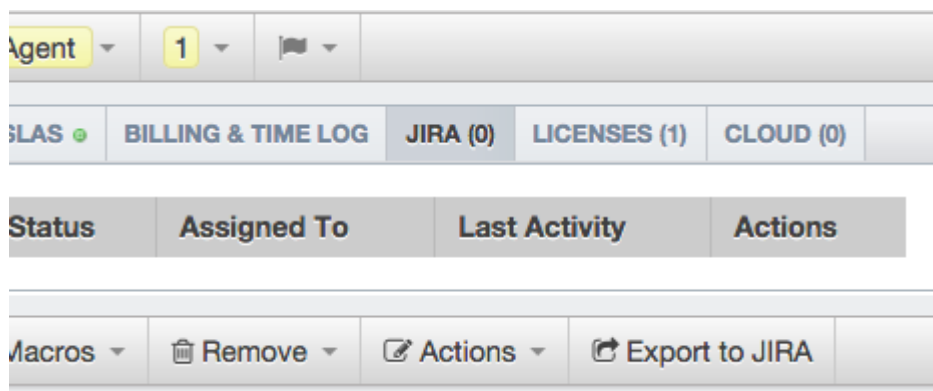 Agent 1
SLAS BILLING & TIME LOG JIRA (0) LICENSES (1) CLOUD (0)
Status Assigned To Last Activity Actions
Macros Remove Actions Export to JIRA